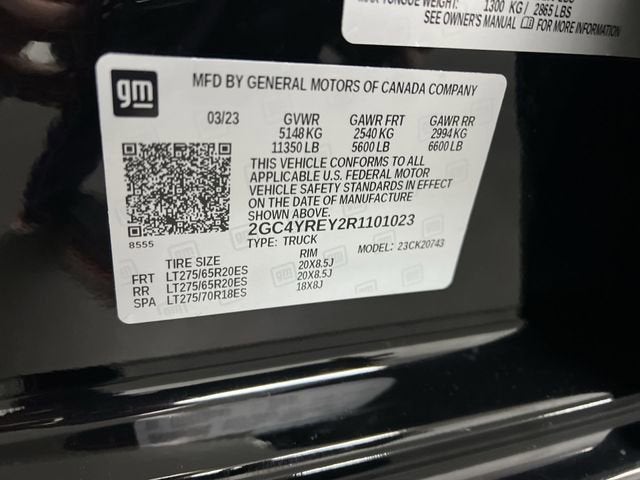 1300 KG / 2865 LBS
SEE OWNER'S MANUAL FOR MORE INFORMATION
gm
MFD BY GENERAL MOTORS OF CANADA COMPANY
03/23 GVWR GAWR FRT GAWR RR
5148 KG 2540 KG 2994 KG
11350 LB 5600 LB 6600 LB
THIS VEHICLE CONFORMS TO ALL
APPLICABLE U.S. FEDERAL MOTOR
VEHICLE SAFETY STANDARDS IN EFFECT
ON THE DATE OF MANUFACTURE
SHOWN ABOVE.
8555
2GC4YREY2R1101023
TYPE: TRUCK MODEL: 23CK20743
TIRE SIZE RIM
FRT LT275/65R20ES 20X8.5J
RR LT275/65R20ES 20X8.5J
SPA LT275/70R18ES 18X8J